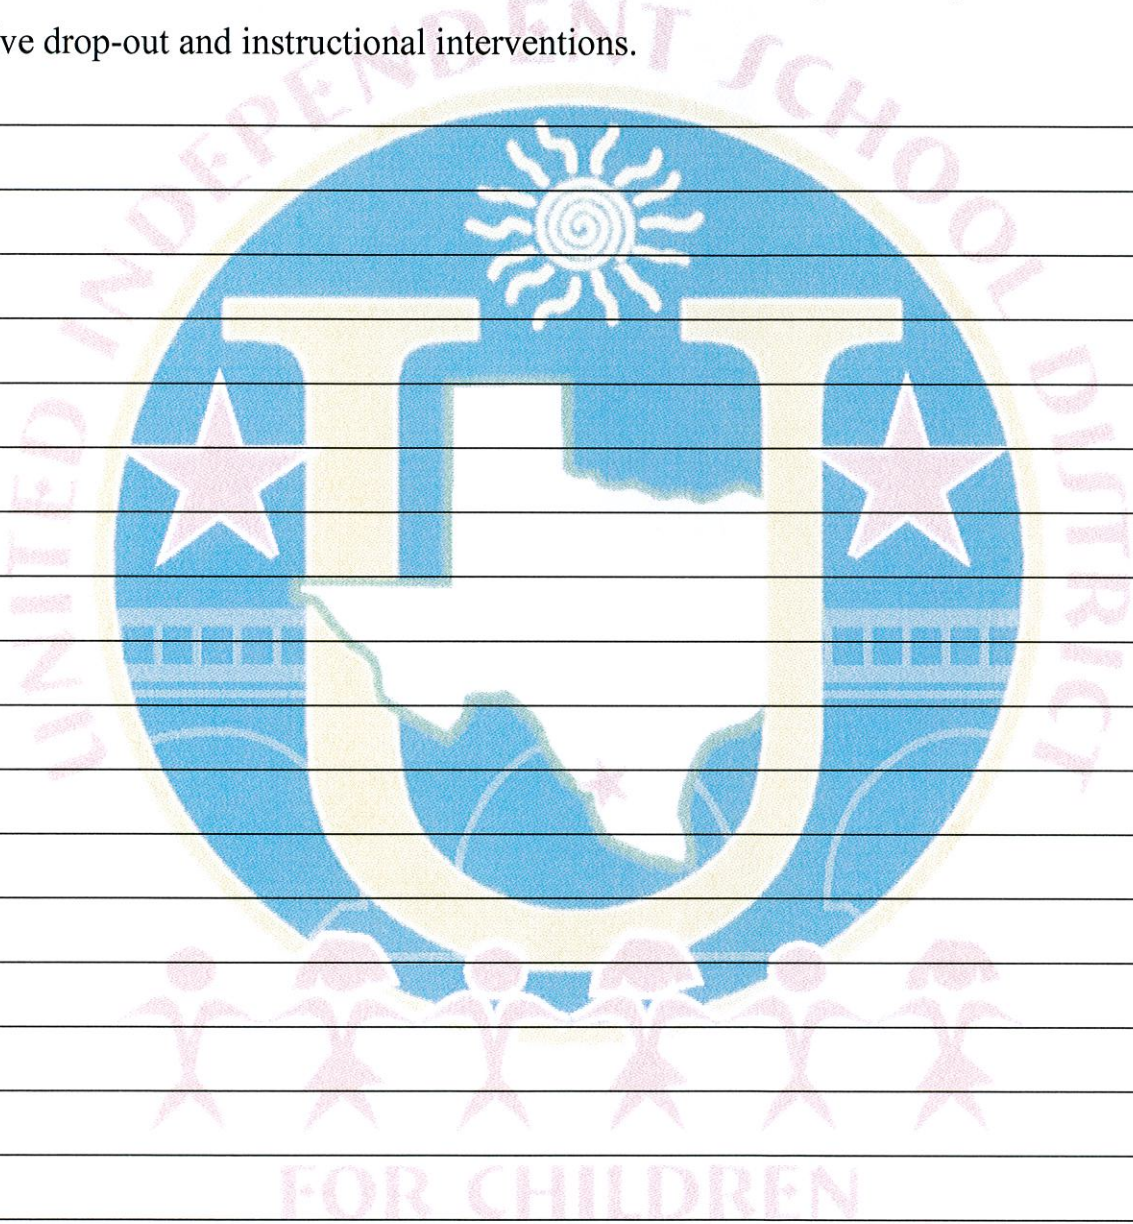 ve drop-out and instructional interventions.
UNITED INDEPENDENT SCHOOL DISTRICT
U
FOR CHILDREN